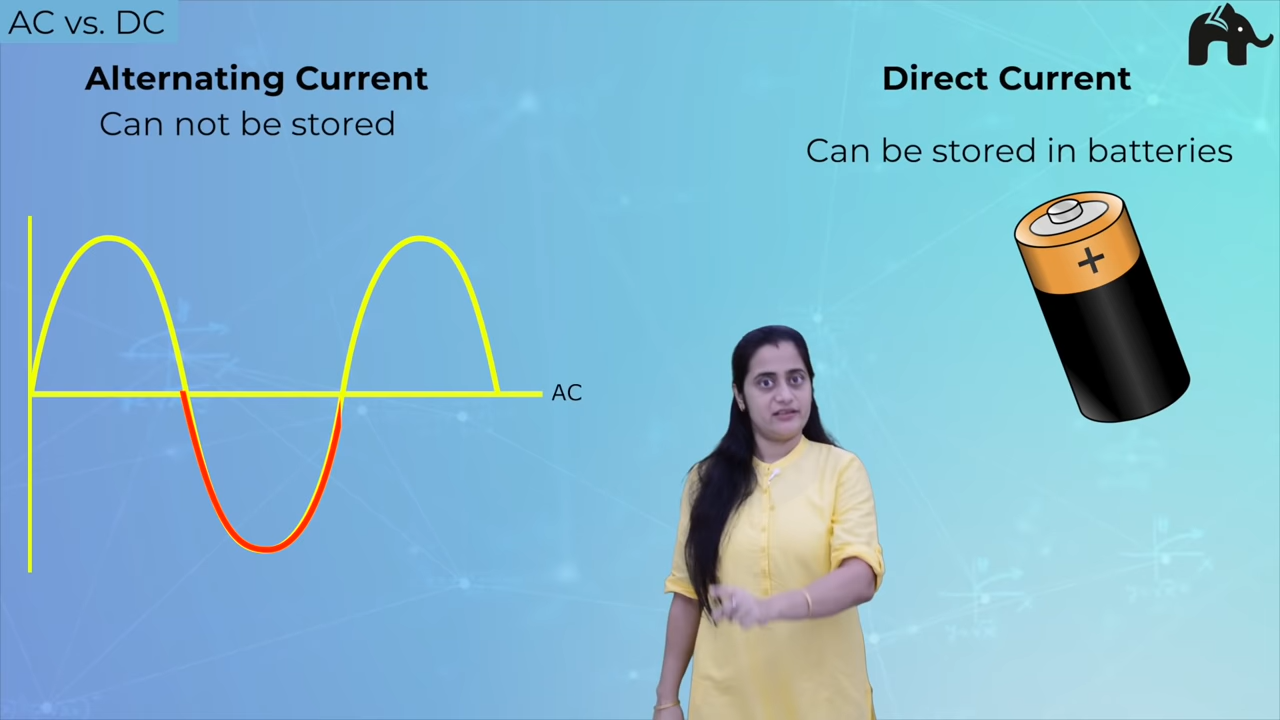 AC vs. DC
Alternating Current
Can not be stored
Direct Current
Can be stored in batteries
+
AC